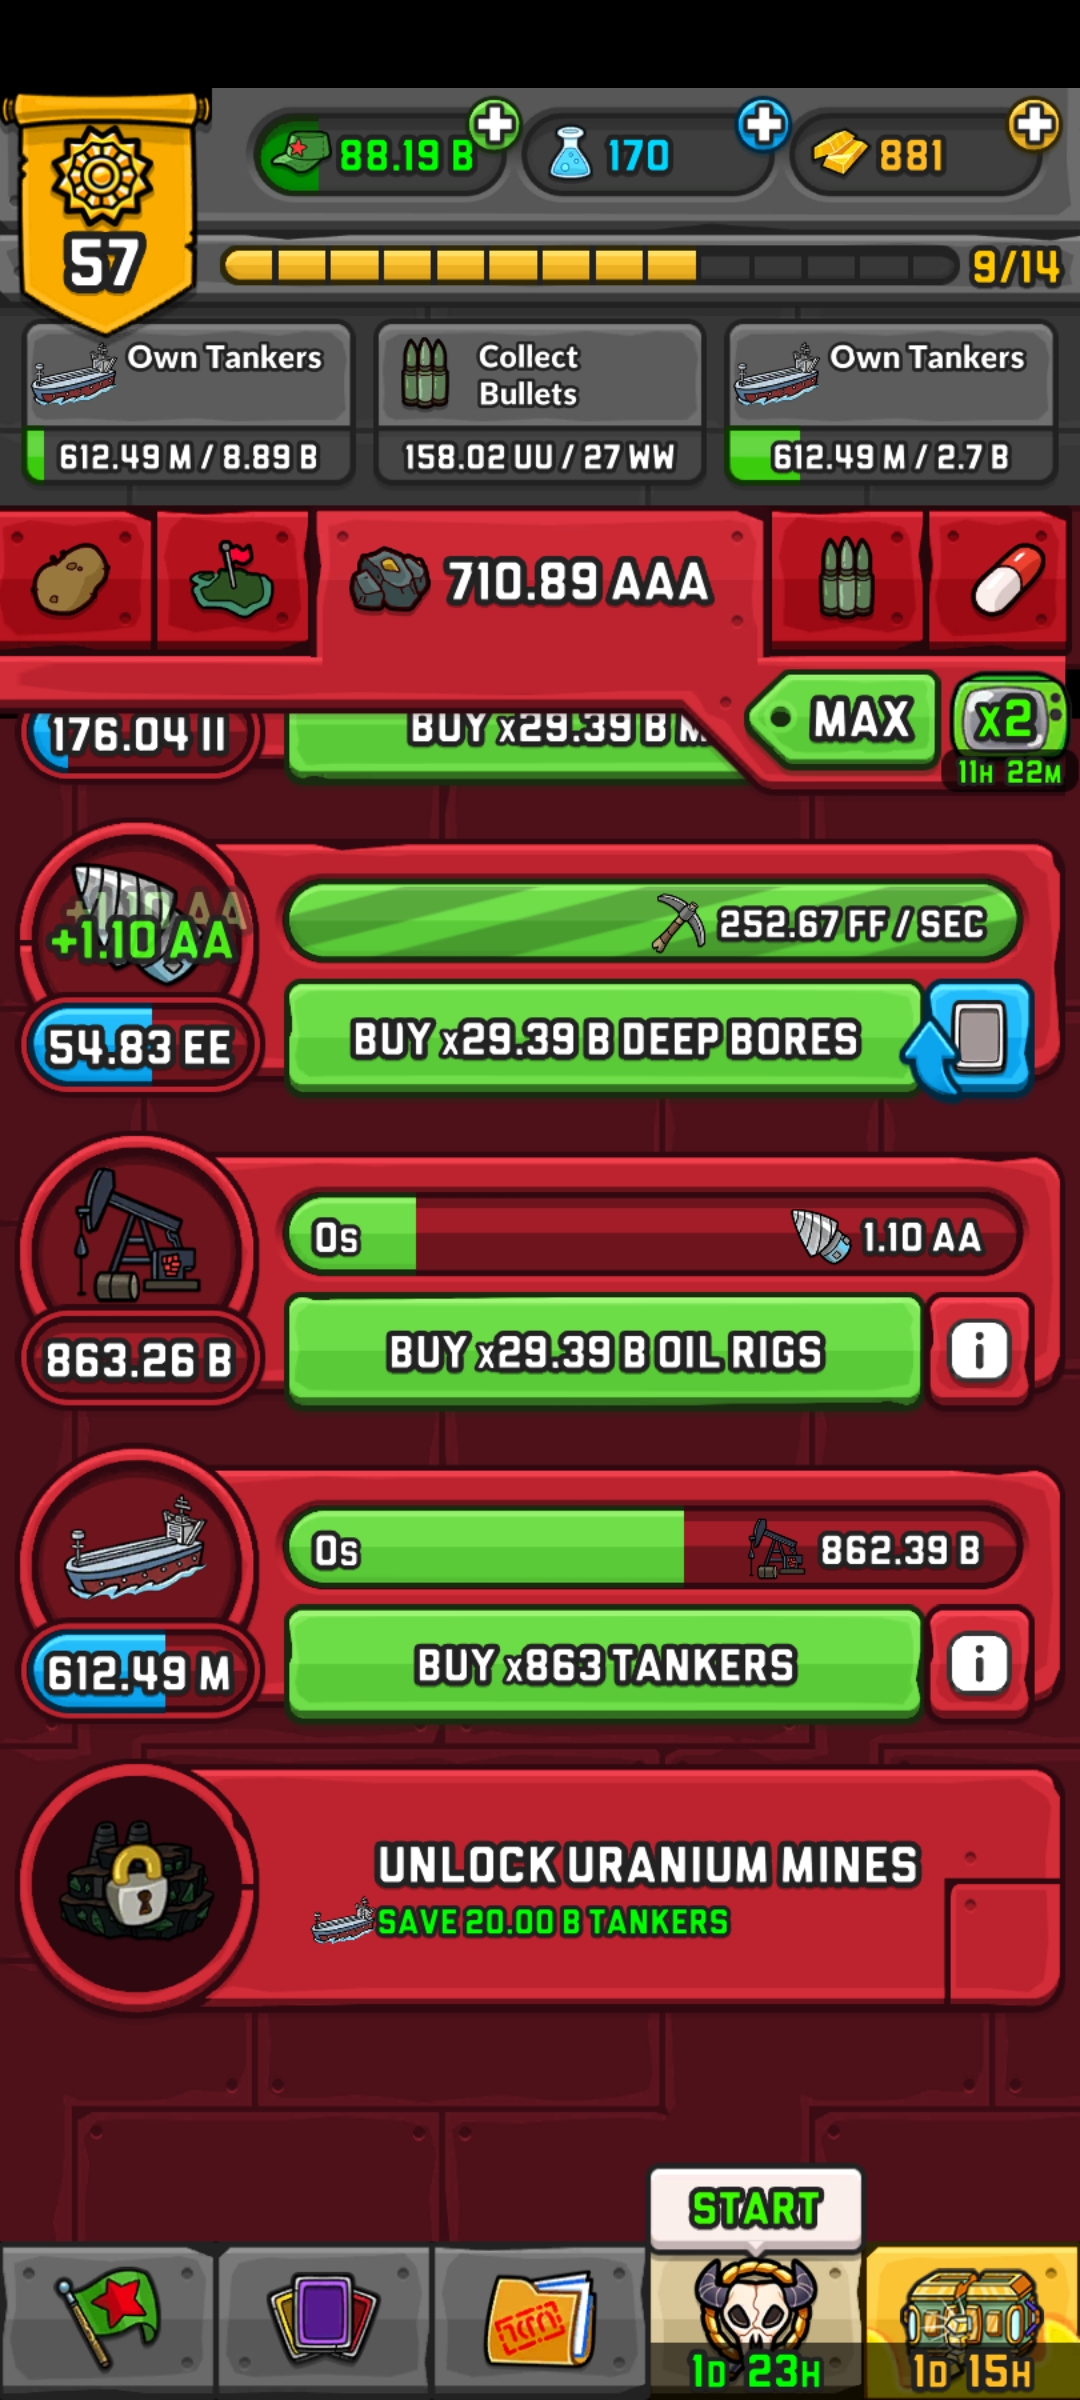 88.19 B
170
881
57
9/14
Own Tankers
612.49 M / 8.89 B
Collect
Bullets
158.02 UU / 27 WW
Own Tankers
612.49 M / 2.7 B
710.89 AAA
MAX
x2
11H 22M
176.04 II
BUY x29.39 B M
+1.10 AA
+1.10 AA
252.67 FF / SEC
54.83 EE
BUY x29.39 B DEEP BORES
0s
1.10 AA
863.26 B
BUY x29.39 B OIL RIGS
i
0s
862.39 B
612.49 M
BUY x863 TANKERS
i
UNLOCK URANIUM MINES
SAVE 20.00 B TANKERS
START
1D 23H
1D 15H